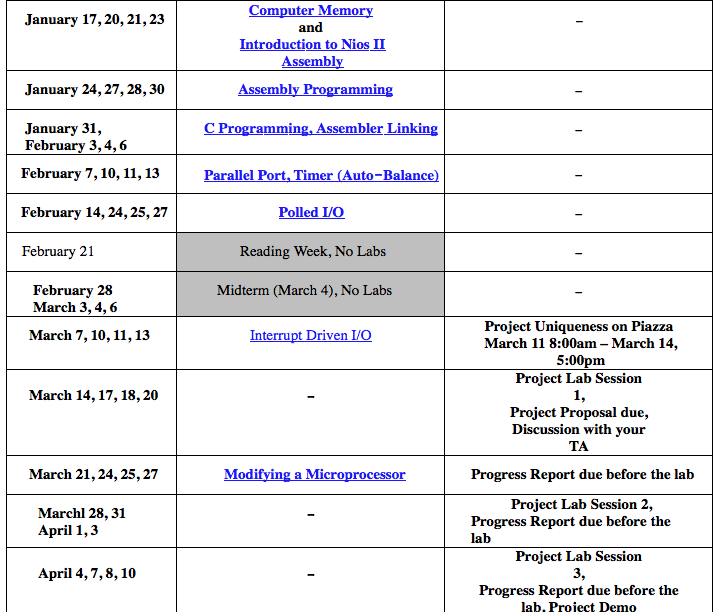 January 17, 20, 21, 23
Computer Memory
and
Introduction to Nios II
Assembly
–
January 24, 27, 28, 30
Assembly Programming
–
January 31,
February 3, 4, 6
C Programming, Assembler Linking
–
February 7, 10, 11, 13
Parallel Port, Timer (Auto-Balance)
–
February 14, 24, 25, 27
Polled I/O
–
February 21
Reading Week, No Labs
–
February 28
March 3, 4, 6
Midterm (March 4), No Labs
–
March 7, 10, 11, 13
Interrupt Driven I/O
Project Uniqueness on Piazza
March 11 8:00am – March 14,
5:00pm
March 14, 17, 18, 20
–
Project Lab Session
1,
Project Proposal due,
Discussion with your
TA
March 21, 24, 25, 27
Modifying a Microprocessor
Progress Report due before the lab
Marchl 28, 31
April 1, 3
–
Project Lab Session 2,
Progress Report due before the
lab
April 4, 7, 8, 10
–
Project Lab Session
3,
Progress Report due before the
lab, Project Demo